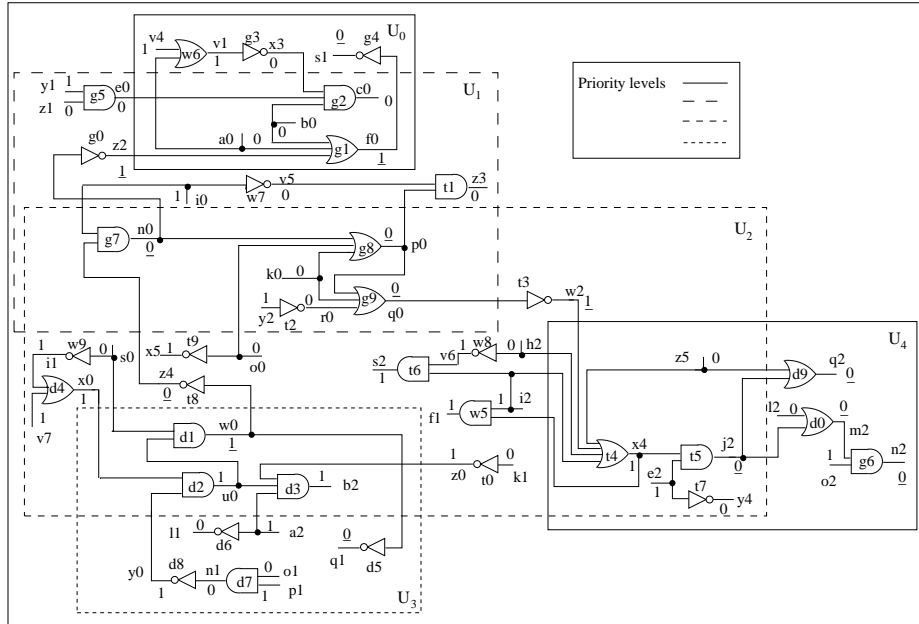 U0
v4
1
w6
v1
1
g3
x3
0
s1
0
g4
g2
c0
0
0
b0
a0
0
g1
f0
1
Priority levels
U1
y1
1
z1
0
g5
e0
0
g0
z2
1
1
i0
w7
v5
0
t1
z3
0
U2
g7
n0
0
g8
0
p0
k0
0
g9
0
q0
1
y2
t2
0
r0
t3
w2
1
U4
w9
1
i1
0
s0
x5
1
t9
0
o0
z4
0
t8
d4
x0
1
1
v7
s2
1
t6
v6
1
w8
0
h2
f1
1
w5
1
i2
z5
0
d9
q2
0
l2
0
d0
0
m2
t4
x4
1
t5
j2
0
e2
1
t7
0
y4
1
o2
g6
n2
0
d1
w0
1
d2
1
u0
d3
1
b2
1
z0
t0
0
k1
l1
0
d6
1
a2
0
q1
d5
y0
1
d8
n1
0
d7
0
o1
1
p1
U3